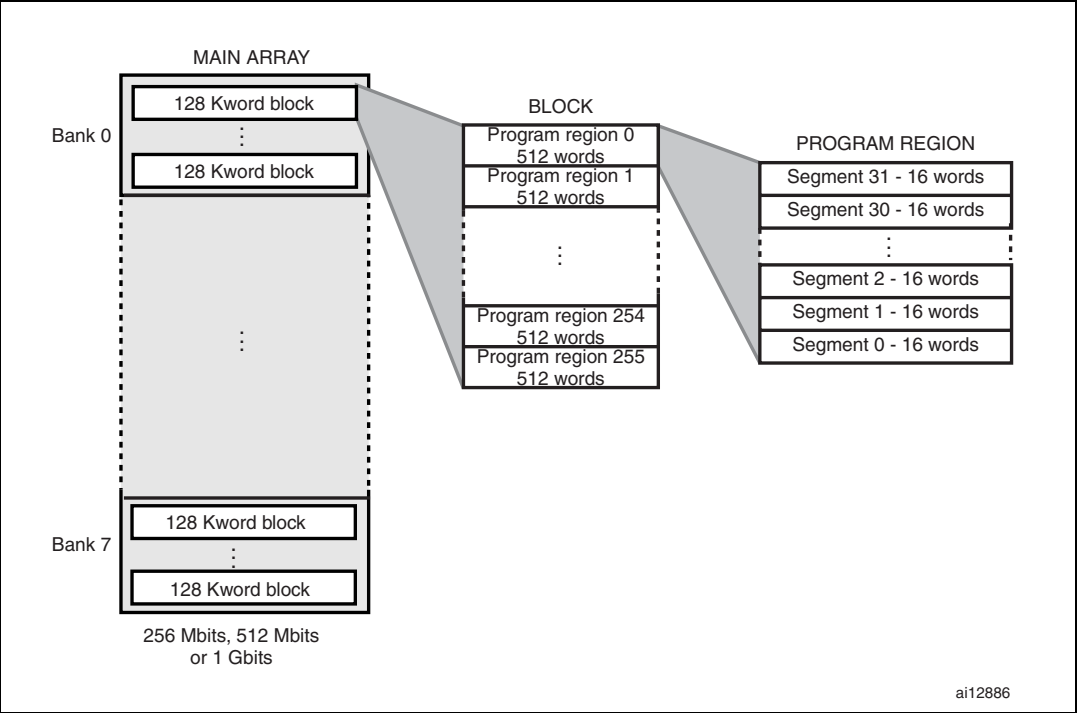 MAIN ARRAY
Bank 0
128 Kword block
128 Kword block
Bank 7
128 Kword block
128 Kword block
256 Mbits, 512 Mbits
or 1 Gbits
BLOCK
Program region 0
512 words
Program region 1
512 words
Program region 254
512 words
Program region 255
512 words
PROGRAM REGION
Segment 31 - 16 words
Segment 30 - 16 words
Segment 2 - 16 words
Segment 1 - 16 words
Segment 0 - 16 words
ai12886